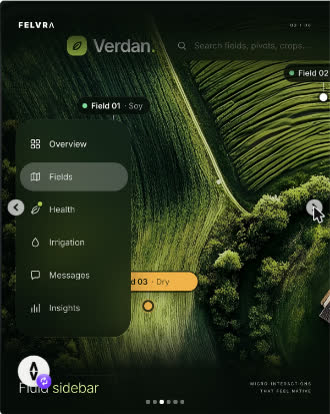 FELVRA
Verdan.
Search fields, pivots, crops...
Field 02
Field 01 · Soy
Overview
Fields
Health
Irrigation
Messages
Insights
d 03 · Dry
Fluid sidebar
MICRO INTERACTIONS
THAT FEEL NATIVE